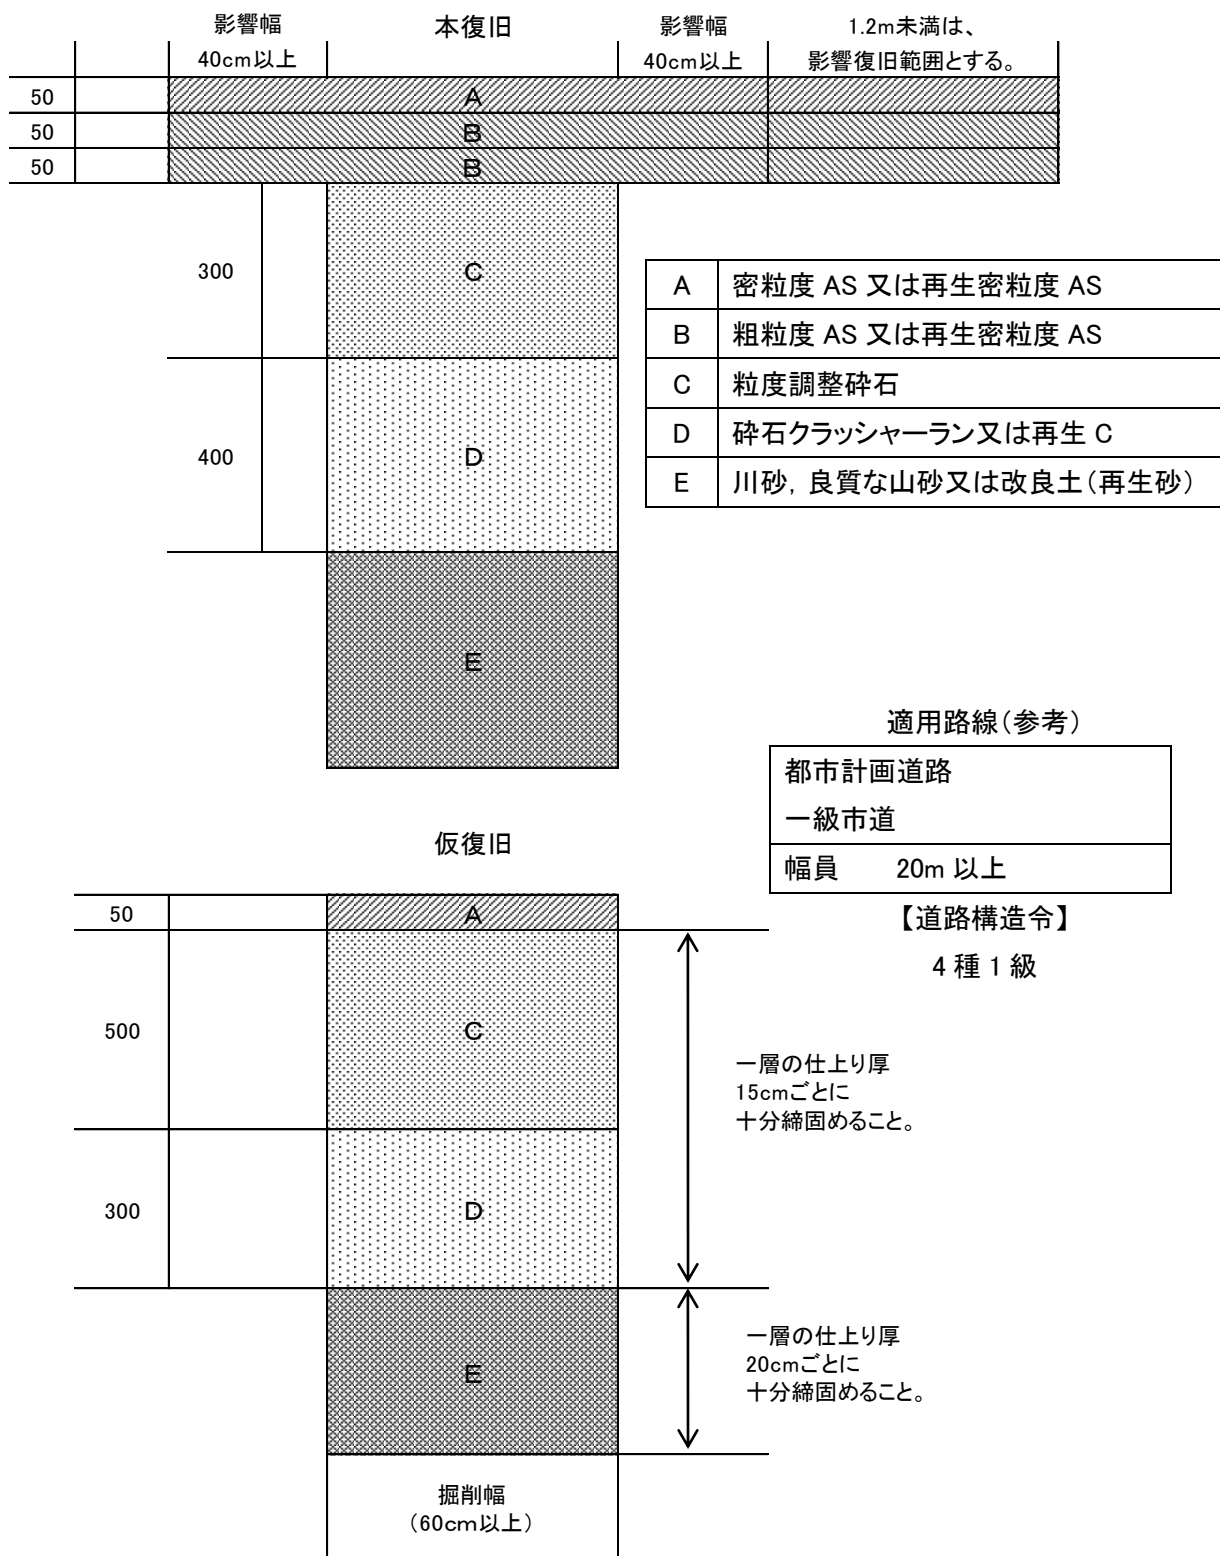 影響幅
40cm以上
本復旧
影響幅
40cm以上
1.2m未満は、
影響復旧範囲とする。
50
A
50
B
50
B
300
C
400
D
E
A 密粒度 AS 又は再生密粒度 AS
B 粗粒度 AS 又は再生密粒度 AS
C 粒度調整砕石
D 砕石クラッシャーラン又は再生 C
E 川砂，良質な山砂又は改良土（再生砂）
適用路線（参考）
都市計画道路
一級市道
幅員 20m 以上
【道路構造令】
4 種 1 級
仮復旧
50
A
500
C
一層の仕上り厚
15cmごとに
十分締固めること。
300
D
E
一層の仕上り厚
20cmごとに
十分締固めること。
掘削幅
（60cm以上）